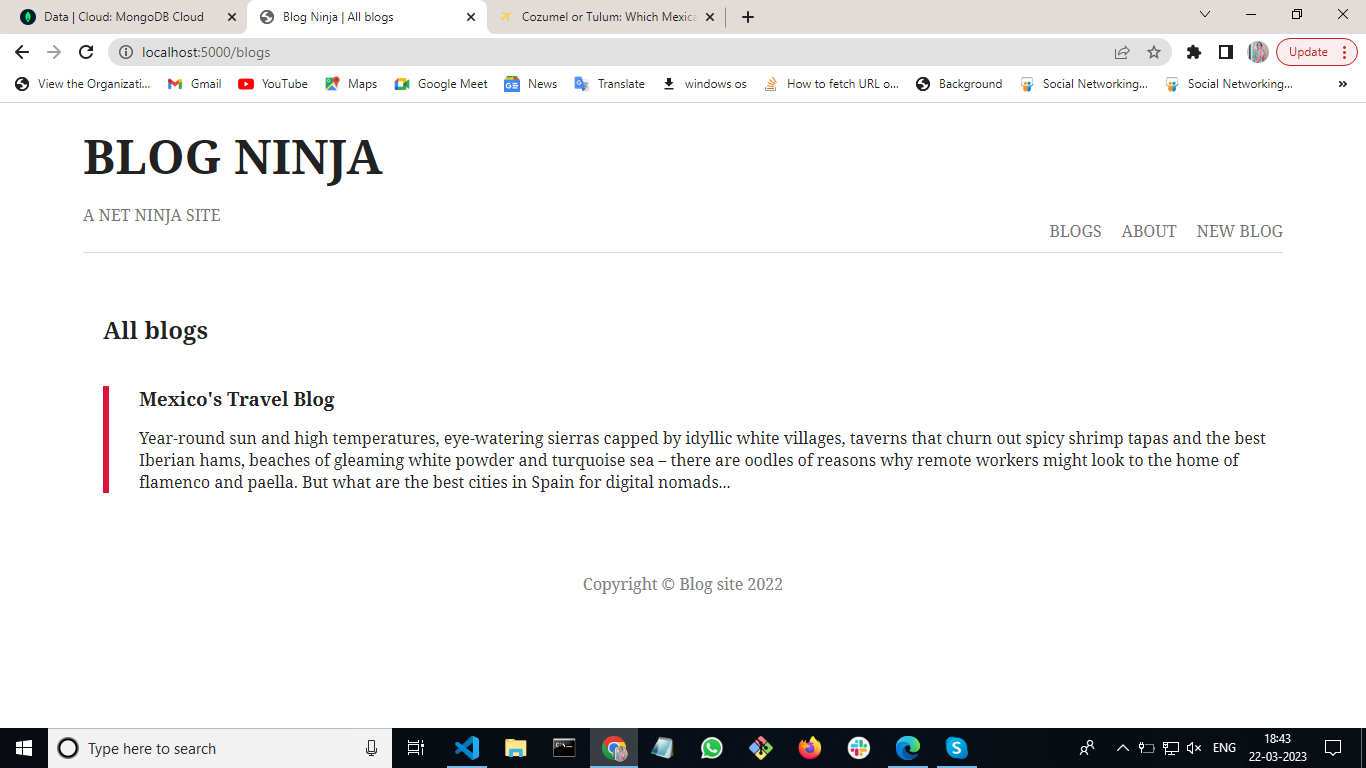 Data | Cloud: MongoDB Cloud
Blog Ninja | All blogs
Cozumel or Tulum: Which Mexica
localhost:5000/blogs
Update
View the Organizati...
Gmail
YouTube
Maps
Google Meet
News
Translate
windows os
How to fetch URL o...
Background
Social Networking...
Social Networking...
»
BLOG NINJA
A NET NINJA SITE
BLOGS ABOUT NEW BLOG
All blogs
Mexico's Travel Blog
Year-round sun and high temperatures, eye-watering sierras capped by idyllic white villages, taverns that churn out spicy shrimp tapas and the best
Iberian hams, beaches of gleaming white powder and turquoise sea – there are oodles of reasons why remote workers might look to the home of
flamenco and paella. But what are the best cities in Spain for digital nomads...
Copyright © Blog site 2022
Type here to search
ENG
18:43
22-03-2023